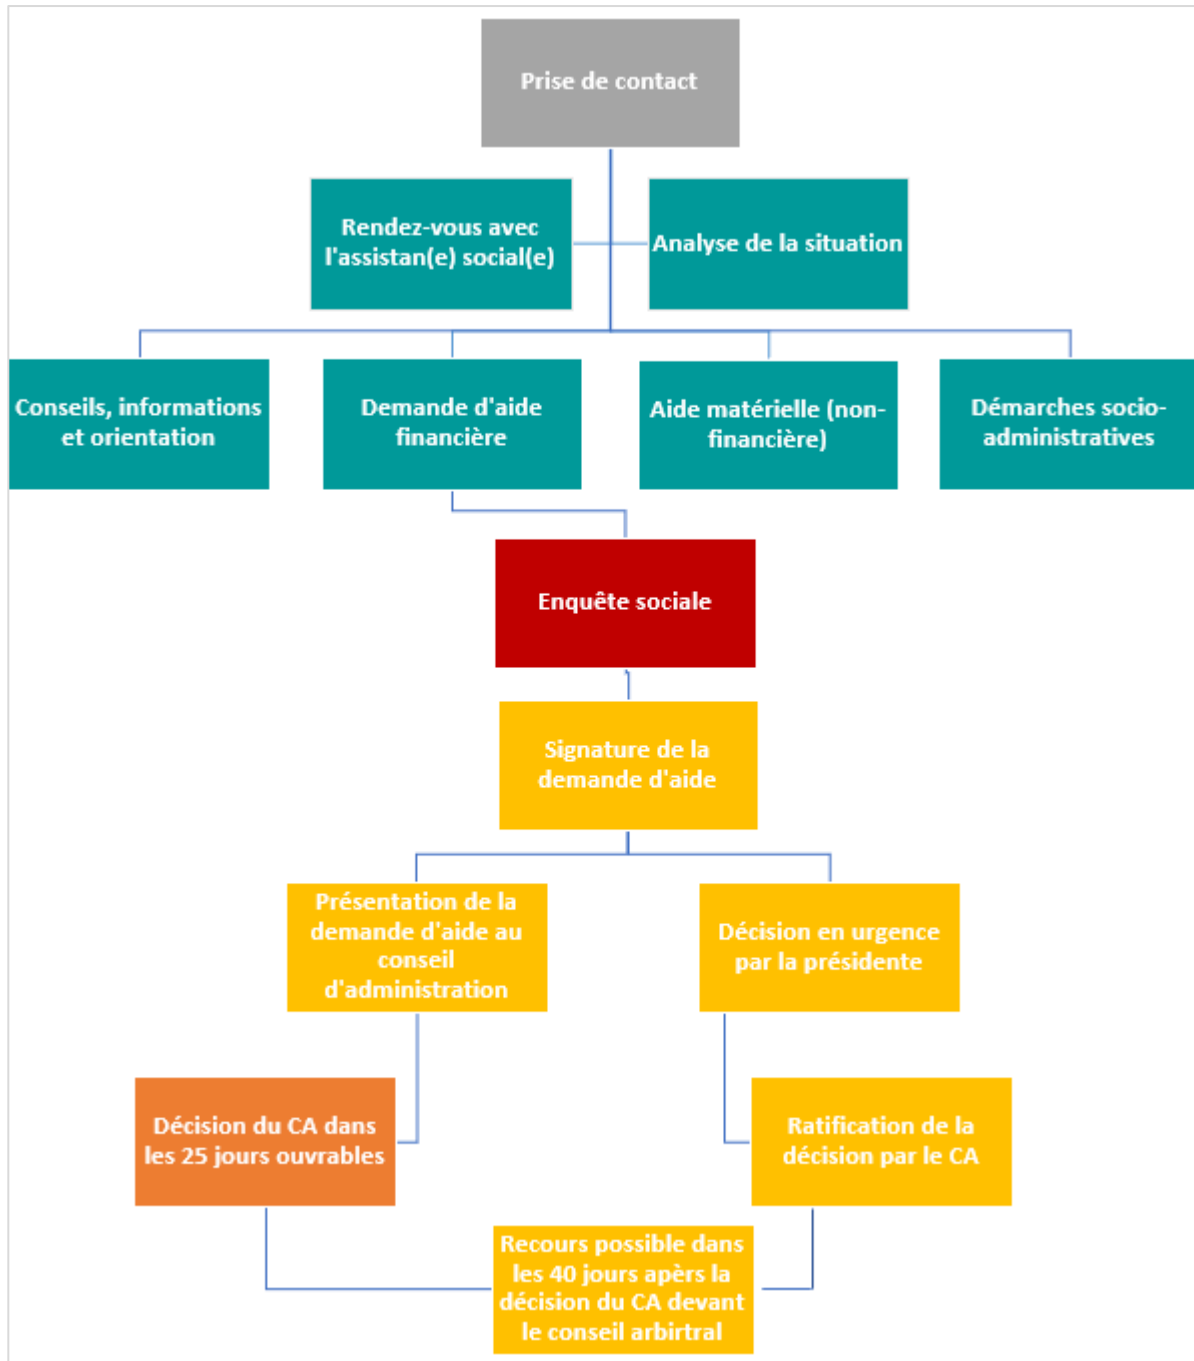 Prise de contact
Rendez-vous avec
l'assistan(e) social(e)
Analyse de la situation
Conseils, informations
et orientation
Demande d'aide
financière
Aide matérielle (non-
financière)
Démarches socio-
administratives
Enquête sociale
Signature de la
demande d'aide
Présentation de la
demande d'aide au
conseil
d'administration
Décision en urgence
par la présidente
Décision du CA dans
les 25 jours ouvrables
Ratification de la
décision par le CA
Recours possible dans
les 40 jours apèrs la
décision du CA devant
le conseil arbirtral